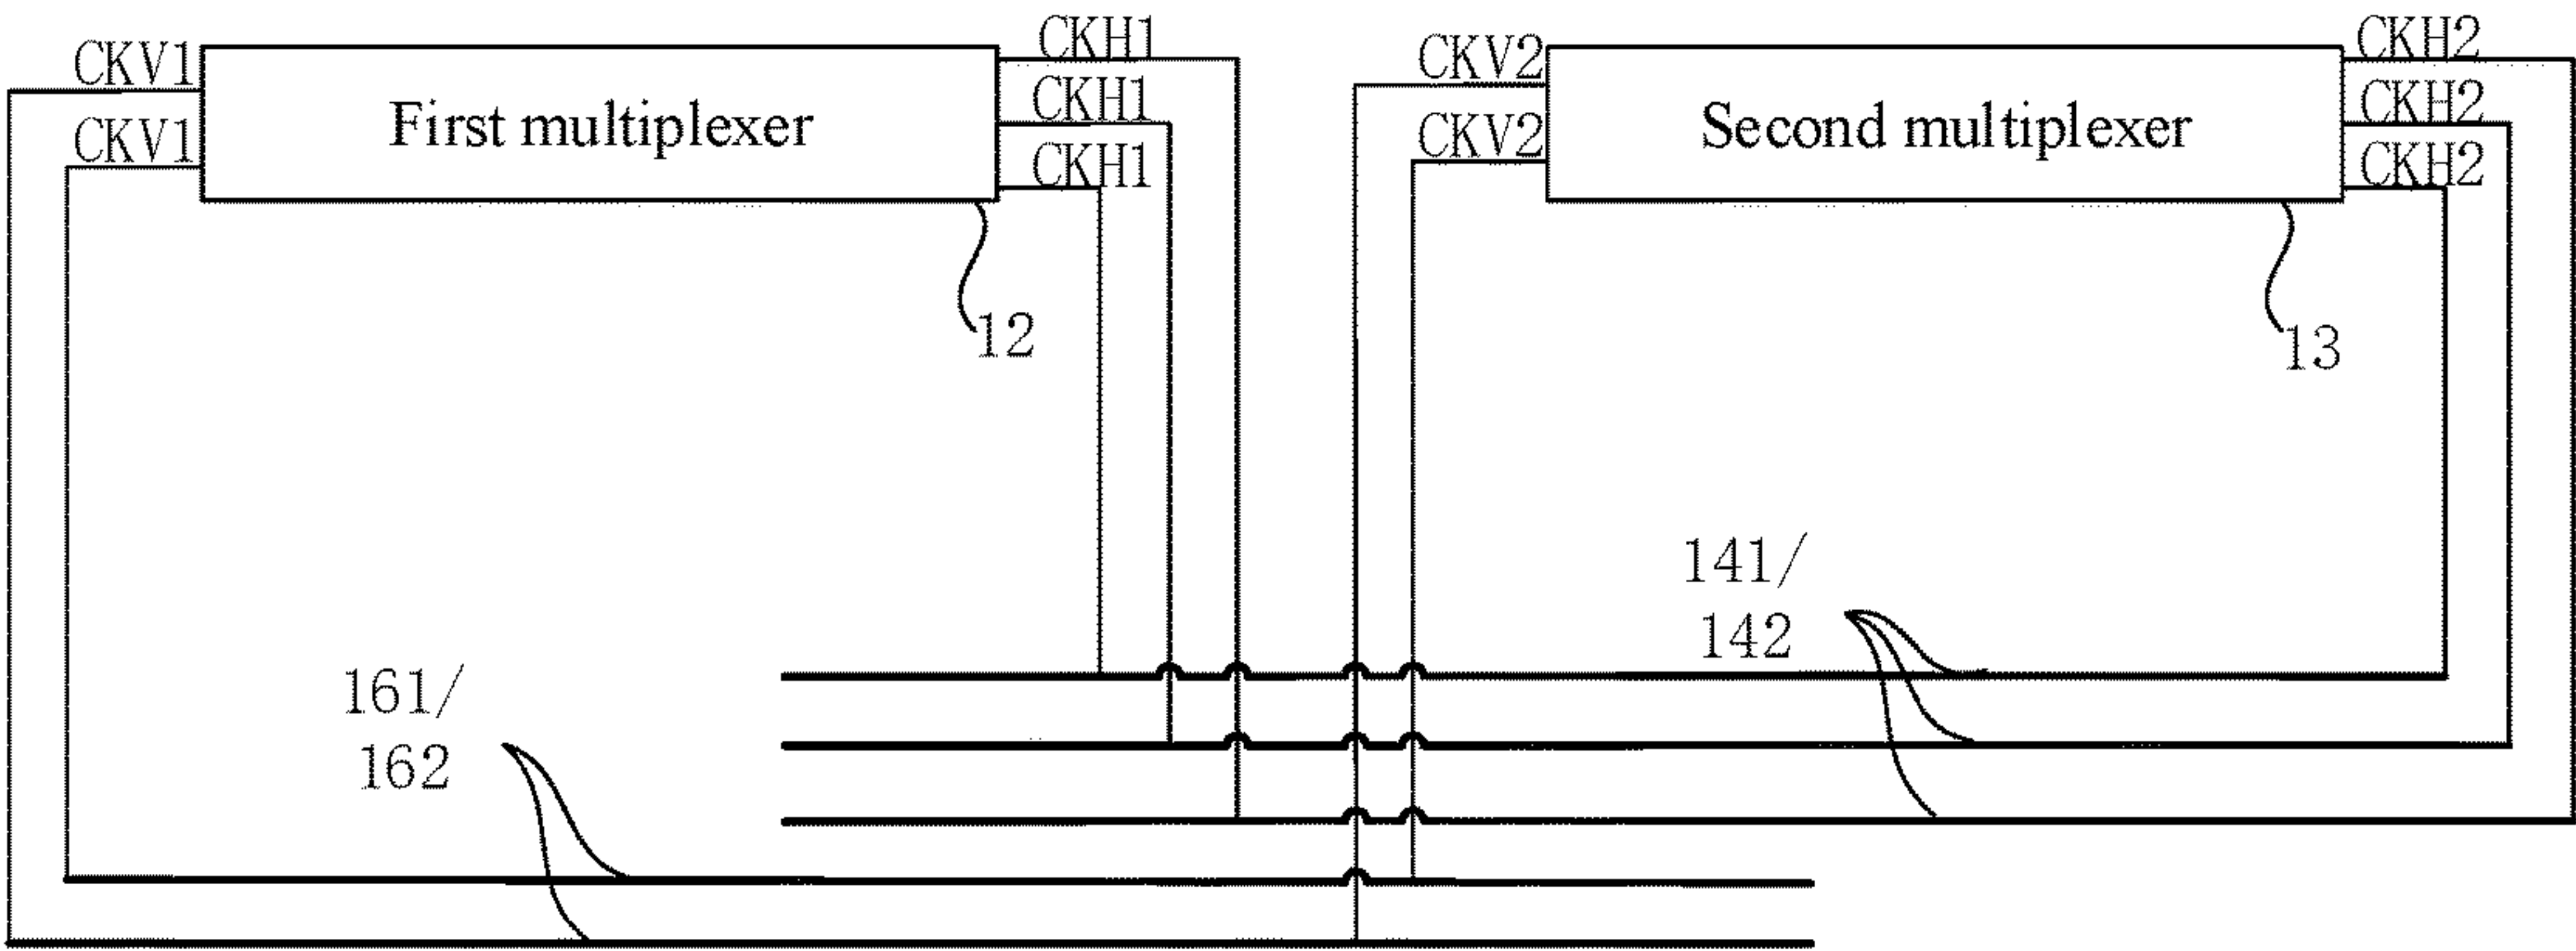 CKV1
CKV1
First multiplexer
CKH1
CKH1
CKH1
12
CKV2
CKV2
Second multiplexer
CKH2
CKH2
CKH2
13
141/
142
161/
162